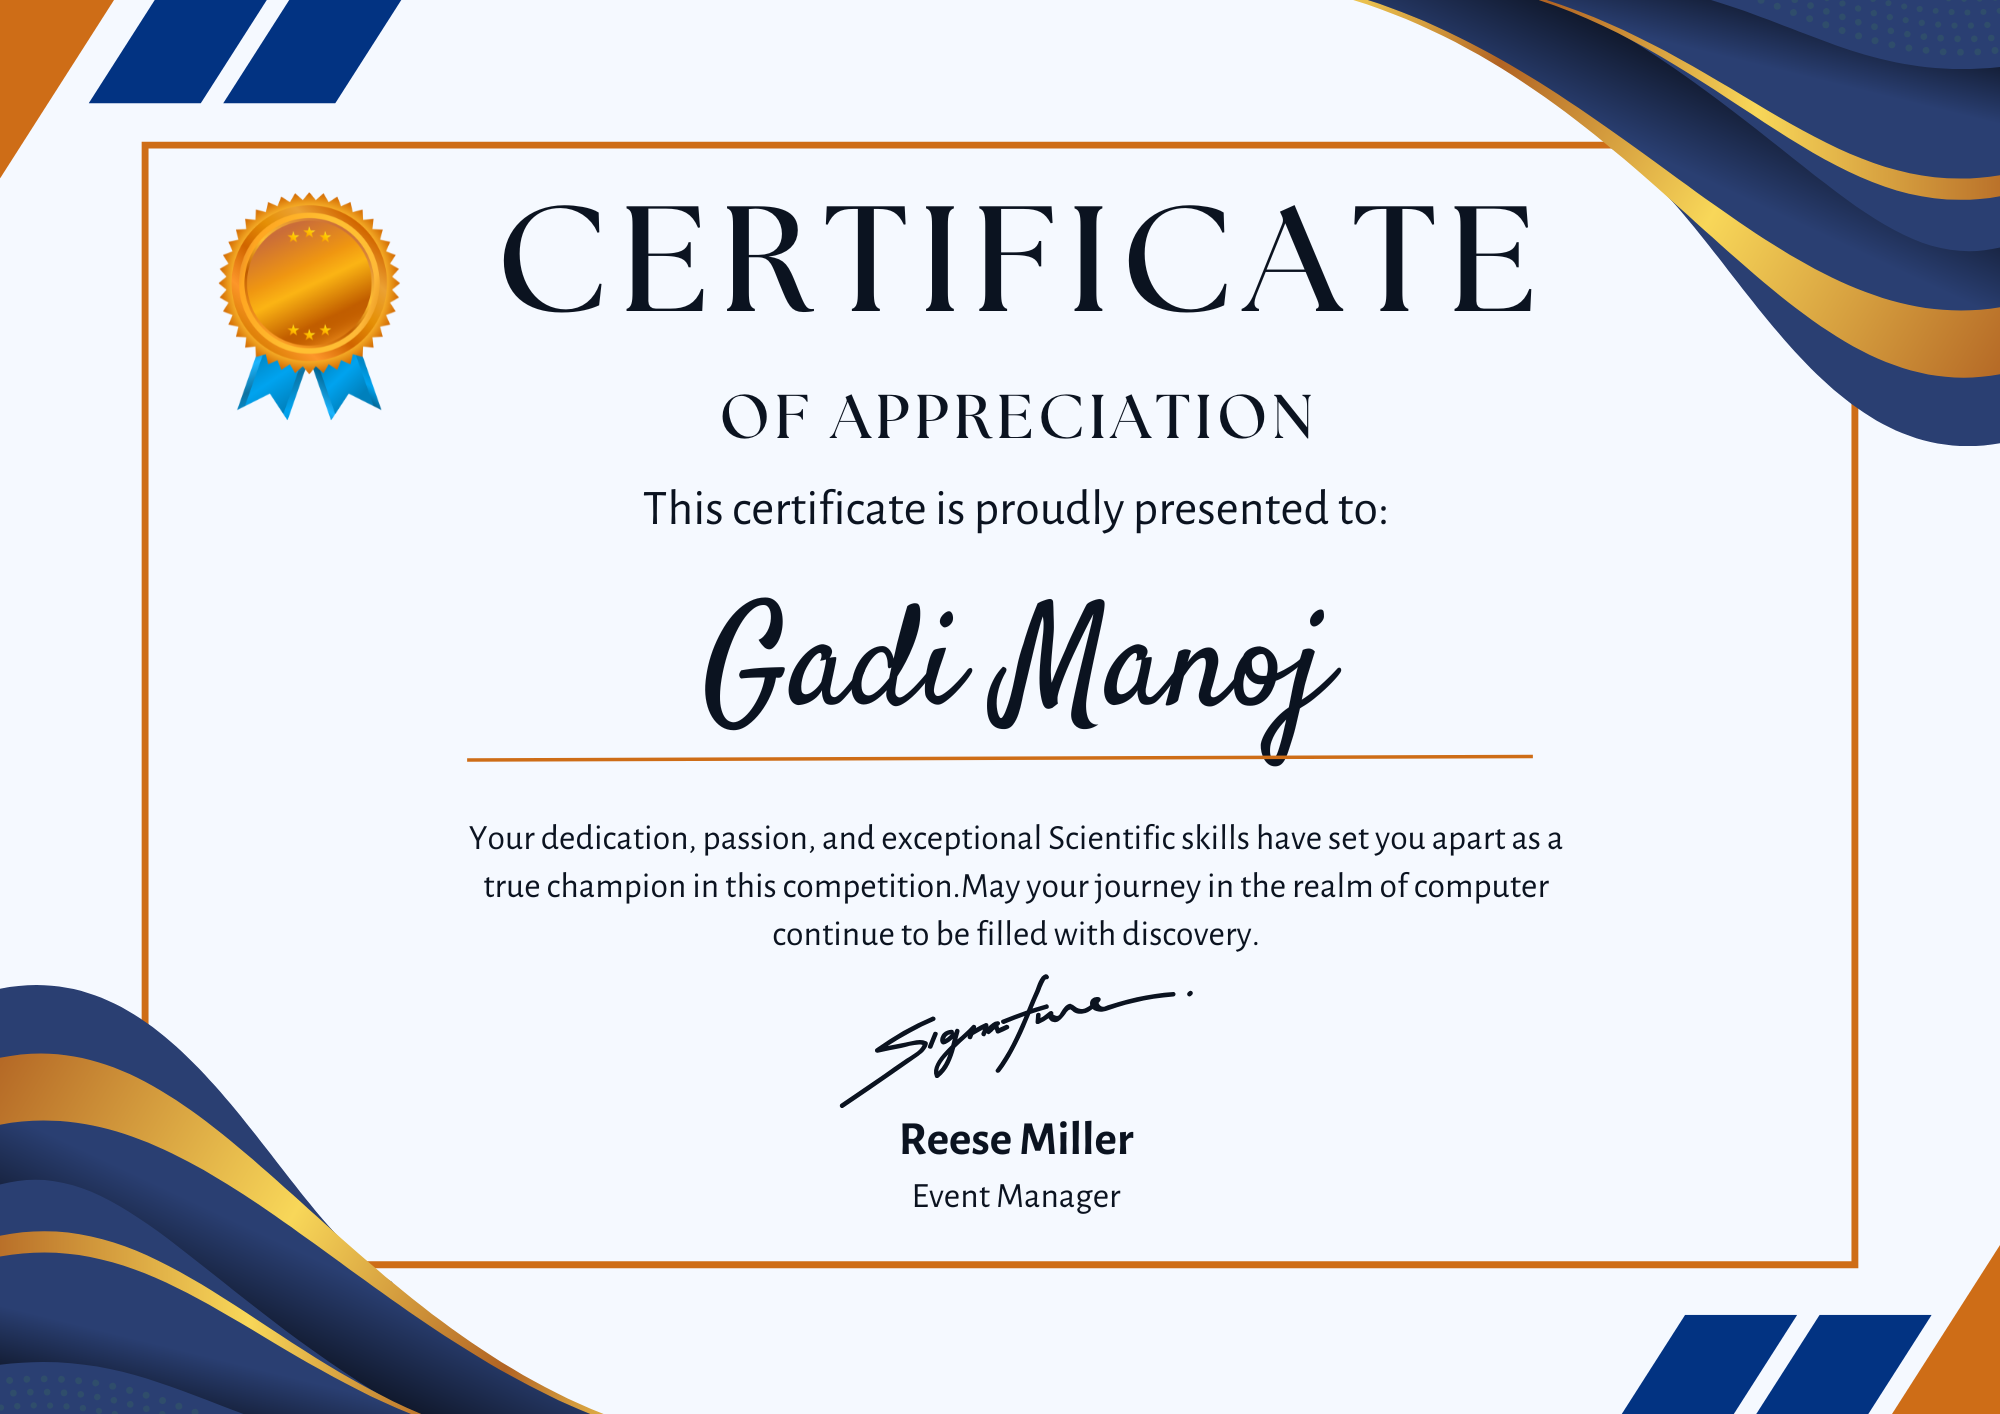 CERTIFICATE
OF APPRECIATION
This certificate is proudly presented to:
Gadi Manoj
Your dedication, passion, and exceptional Scientific skills have set you apart as a
true champion in this competition.May your journey in the realm of computer
continue to be filled with discovery.
Signature
Reese Miller
Event Manager